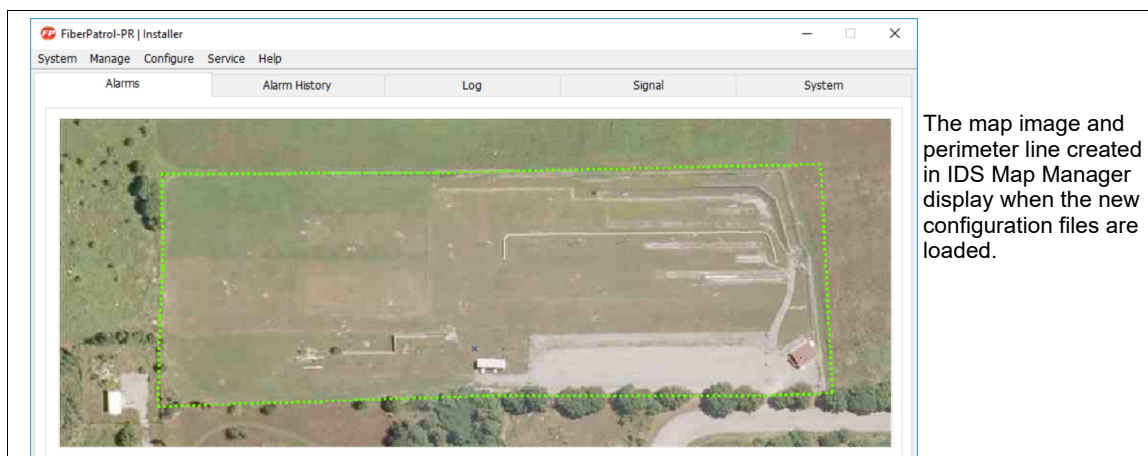 FP FiberPatrol-PR | Installer
System Manage Configure Service Help
Alarms Alarm History Log Signal System
The map image and
perimeter line created
in IDS Map Manager
display when the new
configuration files are
loaded.